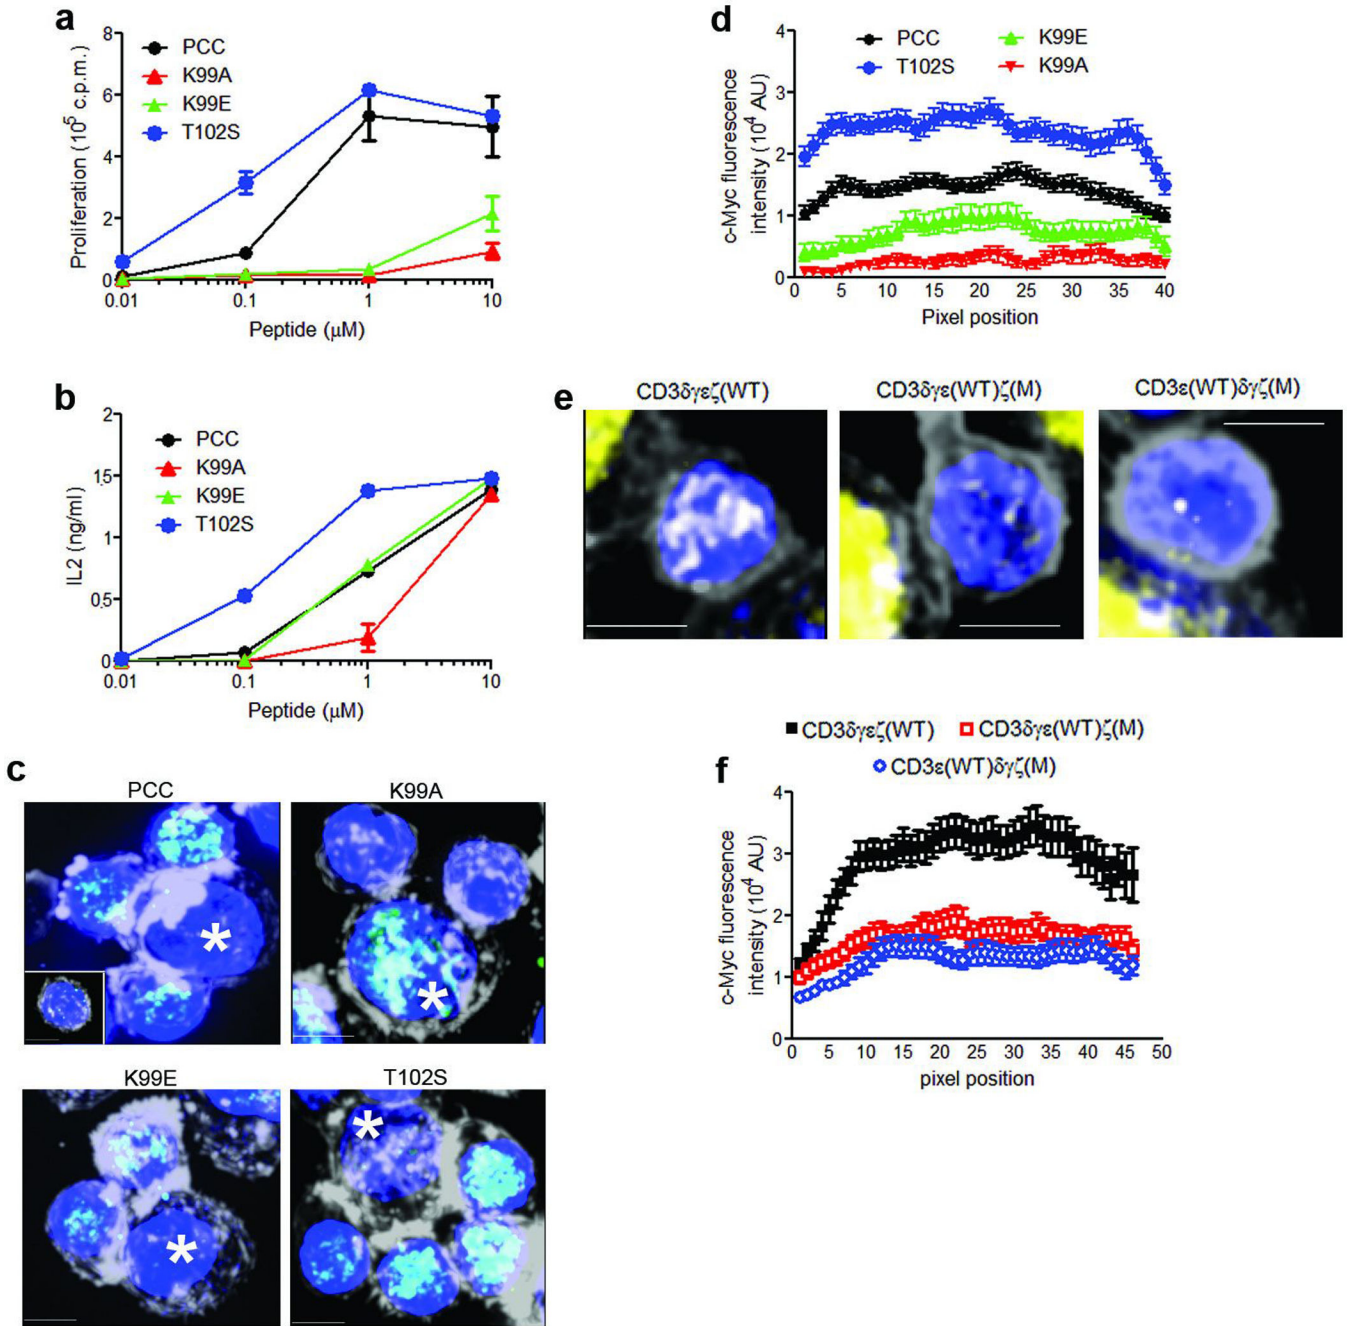 a
8
6
4
2
0
Proliferation (10⁵ c.p.m.)
PCC
K99A
K99E
T102S
0.01 0.1 1 10
Peptide (μM)
d
4
3
2
1
0
c-Myc fluorescence
intensity (10⁴ AU)
PCC K99E
T102S K99A
0 5 10 15 20 25 30 35 40
Pixel position
b
2
1.5
1
0.5
0
IL2 (ng/ml)
PCC
K99A
K99E
T102S
0.01 0.1 1 10
Peptide (μM)
e
CD3δγεζ(WT) CD3δγε(WT)ζ(M) CD3ε(WT)δγζ(M)
c
PCC K99A
*
*
K99E T102S
*
*
CD3δγεζ(WT) CD3δγε(WT)ζ(M)
CD3ε(WT)δγζ(M)
f
4
3
2
1
0
c-Myc fluorescence
intensity (10⁴ AU)
0 5 10 15 20 25 30 35 40 45 50
pixel position